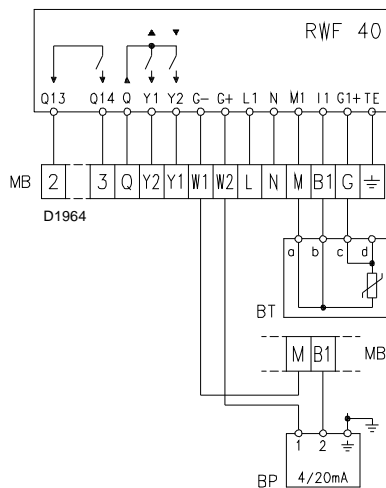 RWF 40
Q13 Q14 Q Y1 Y2 G- G+ L1 N M1 I1 G1+ TE
MB 2 3 Q Y2 Y1 W1 W2 L N M B1 G
D1964
a b c d
BT
M B1 MB
1 2
BP 4/20mA